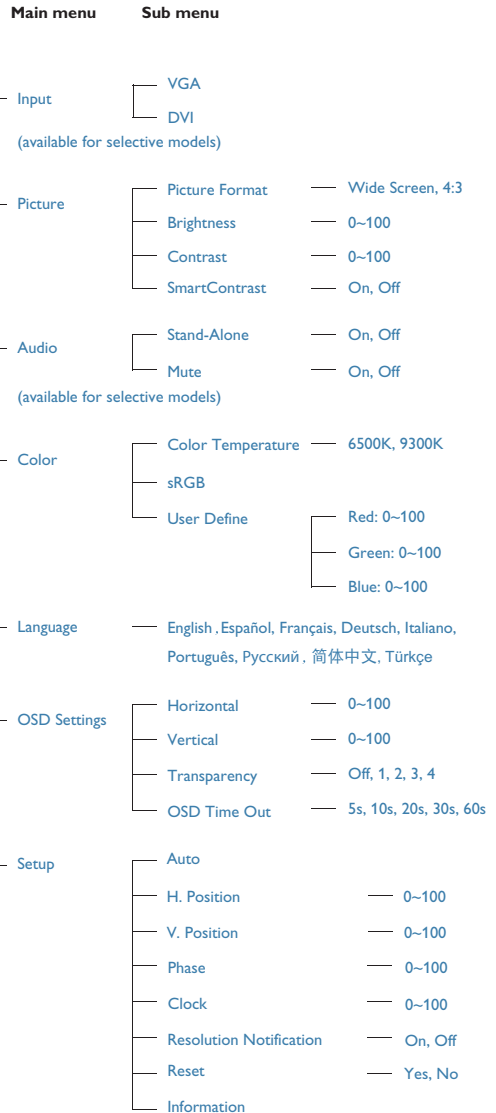 Main menu Sub menu
VGA
Input
DVI
(available for selective models)
Picture
Picture Format Wide Screen, 4:3
Brightness 0~100
Contrast 0~100
SmartContrast On, Off
Audio
Stand-Alone On, Off
Mute On, Off
(available for selective models)
Color
Color Temperature 6500K, 9300K
sRGB
User Define Red: 0~100
Green: 0~100
Blue: 0~100
Language English , Español, Français, Deutsch, Italiano,
Português, Русский , 简体中文, Türkçe
OSD Settings
Horizontal 0~100
Vertical 0~100
Transparency Off, 1, 2, 3, 4
OSD Time Out 5s, 10s, 20s, 30s, 60s
Setup
Auto
H. Position 0~100
V. Position 0~100
Phase 0~100
Clock 0~100
Resolution Notification On, Off
Reset Yes, No
Information